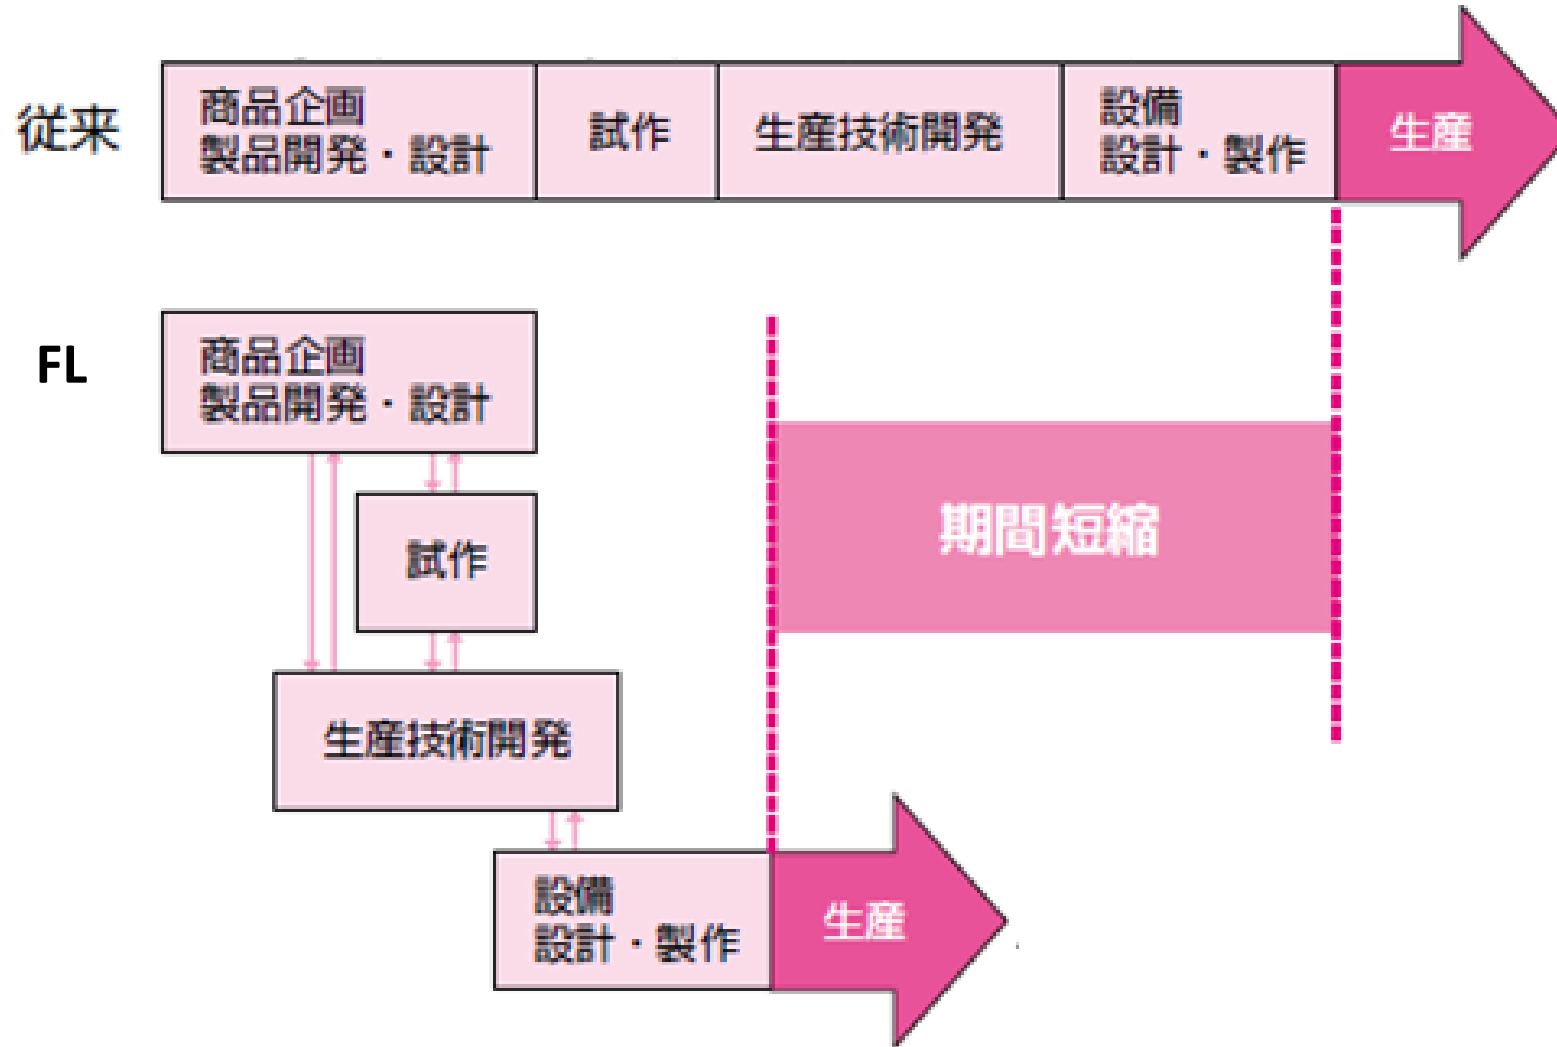 従来
商品企画
製品開発・設計
試作
生産技術開発
設備
設計・製作
生産
FL
商品企画
製品開発・設計
試作
生産技術開発
設備
設計・製作
生産
期間短縮